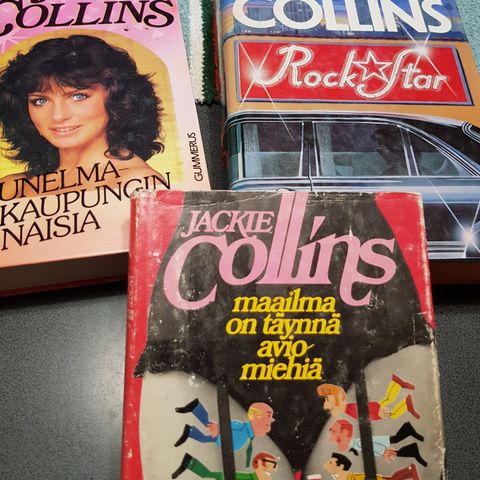 COLLINS
UNELMA
KAUPUNGIN
NAISIA
GUMMERUS
COLLINS
Rock Star
JACKIE
Collins
maailma
on täynnä
avio-
miehiä